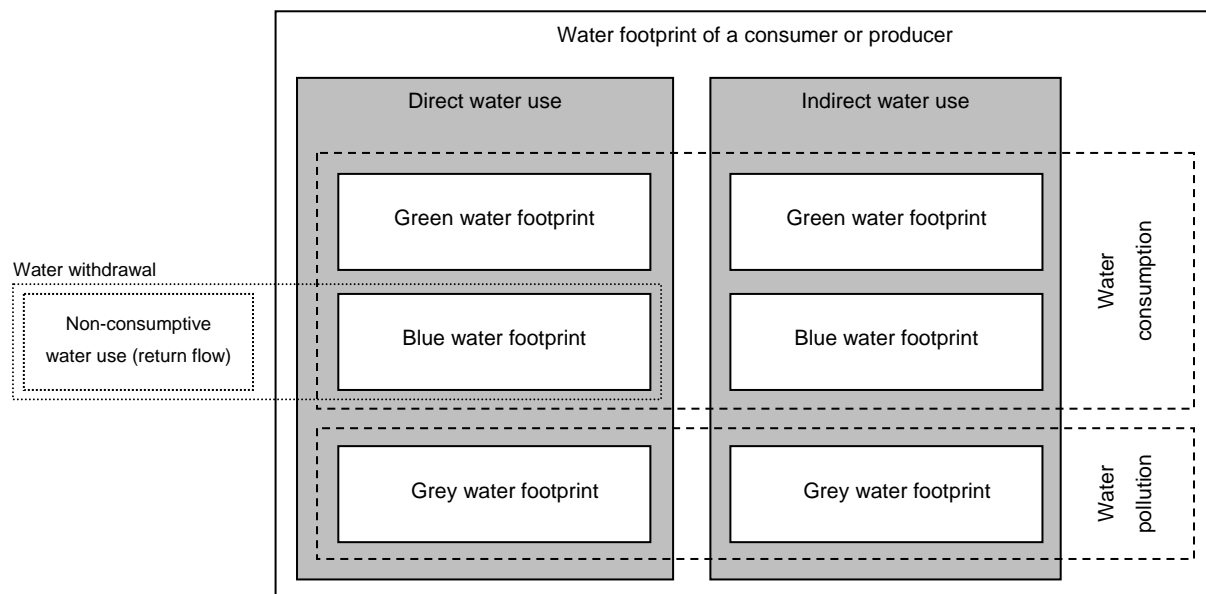 Water footprint of a consumer or producer
Direct water use
Indirect water use
Green water footprint
Green water footprint
Water
consumption
Water withdrawal
Non-consumptive
water use (return flow)
Blue water footprint
Blue water footprint
Grey water footprint
Grey water footprint
Water
pollution